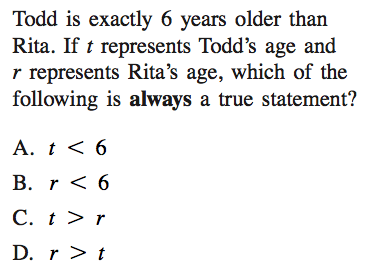 Todd is exactly 6 years older than
Rita. If t represents Todd's age and
r represents Rita's age, which of the
following is always a true statement?
A. t < 6
B. r < 6
C. t > r
D. r > t